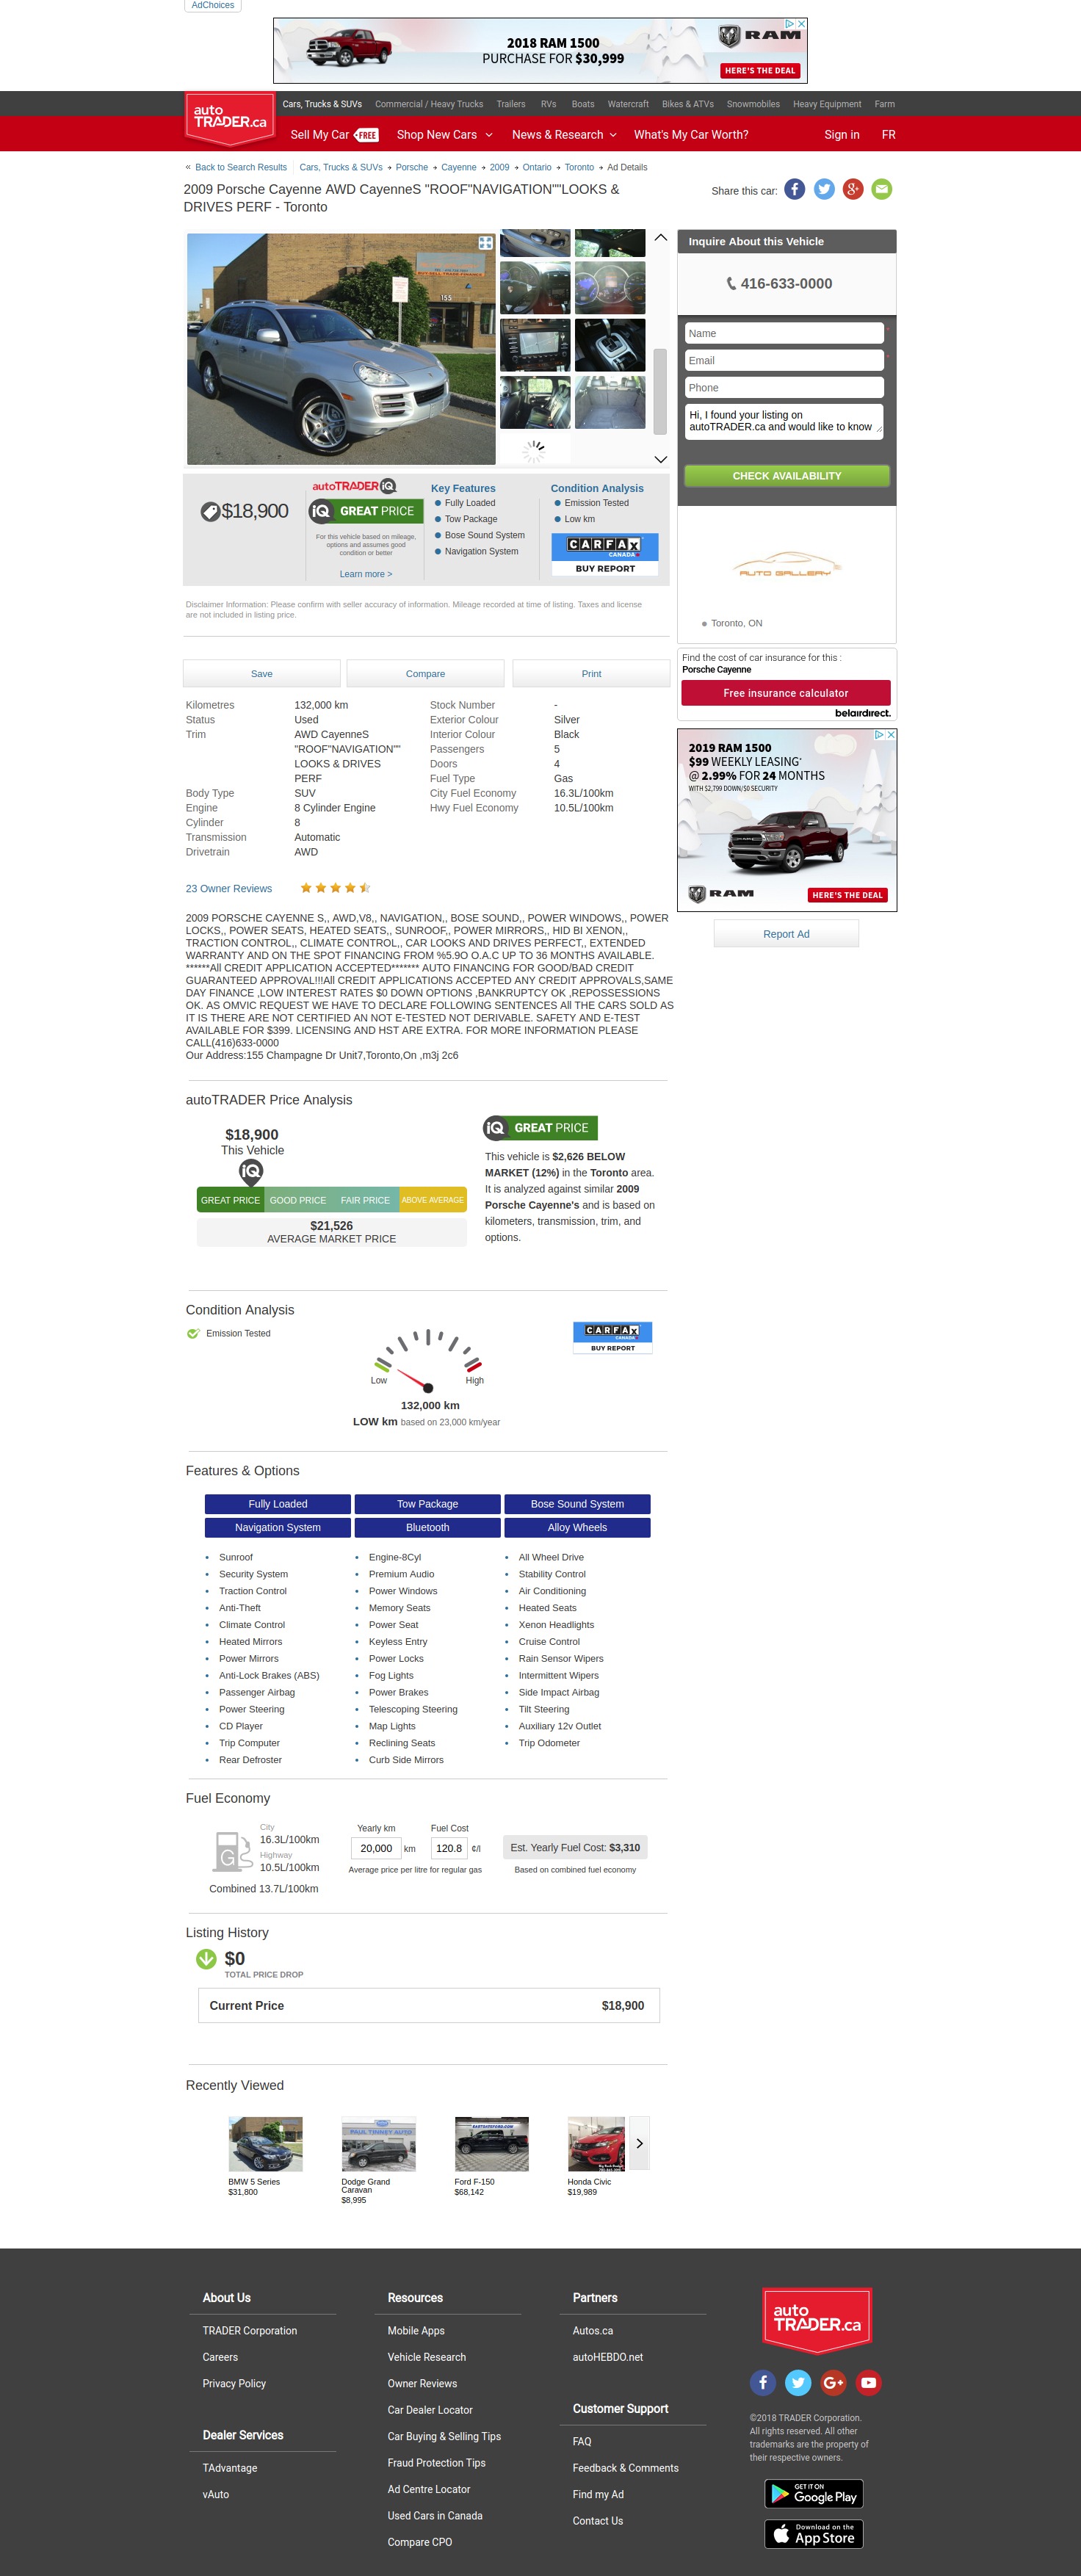 AdChoices
2018 RAM 1500
PURCHASE FOR $30,999
RAM
HERE'S THE DEAL
auto
TRADER.ca
Cars, Trucks & SUVs Commercial / Heavy Trucks Trailers RVs Boats Watercraft Bikes & ATVs Snowmobiles Heavy Equipment Farm
Sell My Car FREE Shop New Cars News & Research What's My Car Worth? Sign in FR
« Back to Search Results Cars, Trucks & SUVs Porsche Cayenne 2009 Ontario Toronto Ad Details
2009 Porsche Cayenne AWD CayenneS "ROOF"NAVIGATION""LOOKS &
DRIVES PERF - Toronto
Share this car:
155
Inquire About this Vehicle
416-633-0000
Name *
Email *
Phone
Hi, I found your listing on
autoTRADER.ca and would like to know
CHECK AVAILABILITY
AUTO GALLERY
Toronto, ON
$18,900
autoTRADER iQ
iQ GREAT PRICE
For this vehicle based on mileage,
options and assumes good
condition or better
Learn more >
Key Features
Fully Loaded
Tow Package
Bose Sound System
Navigation System
Condition Analysis
Emission Tested
Low km
CARFAX
CANADA
BUY REPORT
Disclaimer Information: Please confirm with seller accuracy of information. Mileage recorded at time of listing. Taxes and license
are not included in listing price.
Find the cost of car insurance for this :
Porsche Cayenne
Free insurance calculator
belairdirect.
Save Compare Print
Kilometres 132,000 km
Status Used
Trim AWD CayenneS
"ROOF"NAVIGATION""
LOOKS & DRIVES
PERF
Body Type SUV
Engine 8 Cylinder Engine
Cylinder 8
Transmission Automatic
Drivetrain AWD
Stock Number -
Exterior Colour Silver
Interior Colour Black
Passengers 5
Doors 4
Fuel Type Gas
City Fuel Economy 16.3L/100km
Hwy Fuel Economy 10.5L/100km
2019 RAM 1500
$99 WEEKLY LEASING*
@ 2.99% FOR 24 MONTHS
WITH $2,799 DOWN/$0 SECURITY
RAM
HERE'S THE DEAL
Report Ad
23 Owner Reviews
2009 PORSCHE CAYENNE S,, AWD,V8,, NAVIGATION,, BOSE SOUND,, POWER WINDOWS,, POWER
LOCKS,, POWER SEATS, HEATED SEATS,, SUNROOF,, POWER MIRRORS,, HID BI XENON,,
TRACTION CONTROL,, CLIMATE CONTROL,, CAR LOOKS AND DRIVES PERFECT,, EXTENDED
WARRANTY AND ON THE SPOT FINANCING FROM %5.9O O.A.C UP TO 36 MONTHS AVAILABLE.
******All CREDIT APPLICATION ACCEPTED******* AUTO FINANCING FOR GOOD/BAD CREDIT
GUARANTEED APPROVAL!!!All CREDIT APPLICATIONS ACCEPTED ANY CREDIT APPROVALS,SAME
DAY FINANCE ,LOW INTEREST RATES $0 DOWN OPTIONS ,BANKRUPTCY OK ,REPOSSESSIONS
OK. AS OMVIC REQUEST WE HAVE TO DECLARE FOLLOWING SENTENCES All THE CARS SOLD AS
IT IS THERE ARE NOT CERTIFIED AN NOT E-TESTED NOT DERIVABLE. SAFETY AND E-TEST
AVAILABLE FOR $399. LICENSING AND HST ARE EXTRA. FOR MORE INFORMATION PLEASE
CALL(416)633-0000
Our Address:155 Champagne Dr Unit7,Toronto,On ,m3j 2c6
autoTRADER Price Analysis
$18,900
This Vehicle
iQ
GREAT PRICE GOOD PRICE FAIR PRICE ABOVE AVERAGE
$21,526
AVERAGE MARKET PRICE
iQ GREAT PRICE
This vehicle is $2,626 BELOW
MARKET (12%) in the Toronto area.
It is analyzed against similar 2009
Porsche Cayenne's and is based on
kilometers, transmission, trim, and
options.
Condition Analysis
Emission Tested
Low High
132,000 km
LOW km based on 23,000 km/year
CARFAX
CANADA
BUY REPORT
Features & Options
Fully Loaded Tow Package Bose Sound System
Navigation System Bluetooth Alloy Wheels
Sunroof Engine-8Cyl All Wheel Drive
Security System Premium Audio Stability Control
Traction Control Power Windows Air Conditioning
Anti-Theft Memory Seats Heated Seats
Climate Control Power Seat Xenon Headlights
Heated Mirrors Keyless Entry Cruise Control
Power Mirrors Power Locks Rain Sensor Wipers
Anti-Lock Brakes (ABS) Fog Lights Intermittent Wipers
Passenger Airbag Power Brakes Side Impact Airbag
Power Steering Telescoping Steering Tilt Steering
CD Player Map Lights Auxiliary 12v Outlet
Trip Computer Reclining Seats Trip Odometer
Rear Defroster Curb Side Mirrors
Fuel Economy
G
City
16.3L/100km
Highway
10.5L/100km
Combined 13.7L/100km
Yearly km Fuel Cost
20,000 km 120.8 ¢/l
Average price per litre for regular gas
Est. Yearly Fuel Cost: $3,310
Based on combined fuel economy
Listing History
$0
TOTAL PRICE DROP
Current Price $18,900
Recently Viewed
PAUL TINNEY AUTO
BMW 5 Series
$31,800
Dodge Grand
Caravan
$8,995
Ford F-150
$68,142
Honda Civic
$19,989
About Us
TRADER Corporation
Careers
Privacy Policy
Dealer Services
TAdvantage
vAuto
Resources
Mobile Apps
Vehicle Research
Owner Reviews
Car Dealer Locator
Car Buying & Selling Tips
Fraud Protection Tips
Ad Centre Locator
Used Cars in Canada
Compare CPO
Partners
Autos.ca
autoHEBDO.net
Customer Support
FAQ
Feedback & Comments
Find my Ad
Contact Us
auto
TRADER.ca
©2018 TRADER Corporation.
All rights reserved. All other
trademarks are the property of
their respective owners.
GET IT ON
Google Play
Download on the
App Store